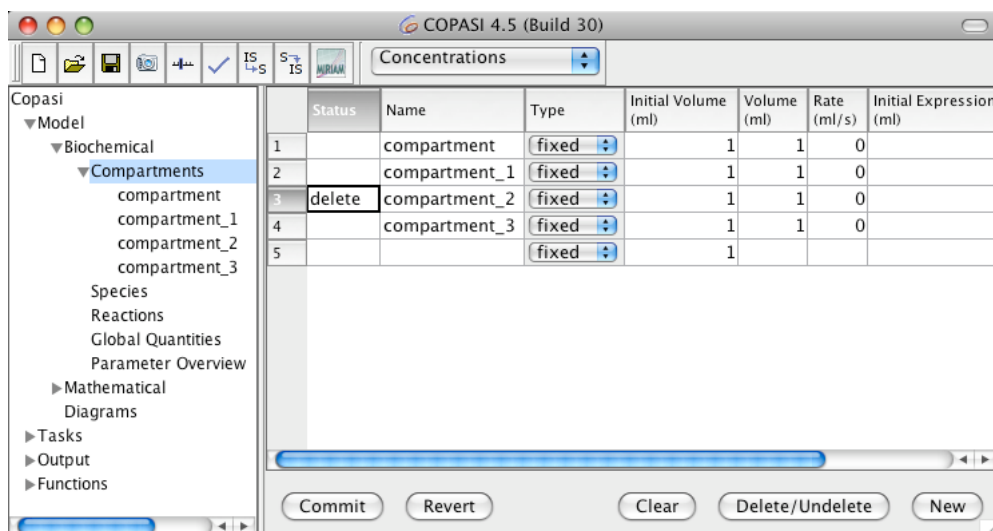 COPASI 4.5 (Build 30)
IS S S IS MIRIAM Concentrations
Copasi
Model
Biochemical
Compartments
compartment
compartment_1
compartment_2
compartment_3
Species
Reactions
Global Quantities
Parameter Overview
Mathematical
Diagrams
Tasks
Output
Functions
Status Name Type Initial Volume (ml) Volume (ml) Rate (ml/s) Initial Expression (ml)
1 compartment fixed 1 1 0
2 compartment_1 fixed 1 1 0
3 delete compartment_2 fixed 1 1 0
4 compartment_3 fixed 1 1 0
5 fixed 1
Commit Revert Clear Delete/Undelete New